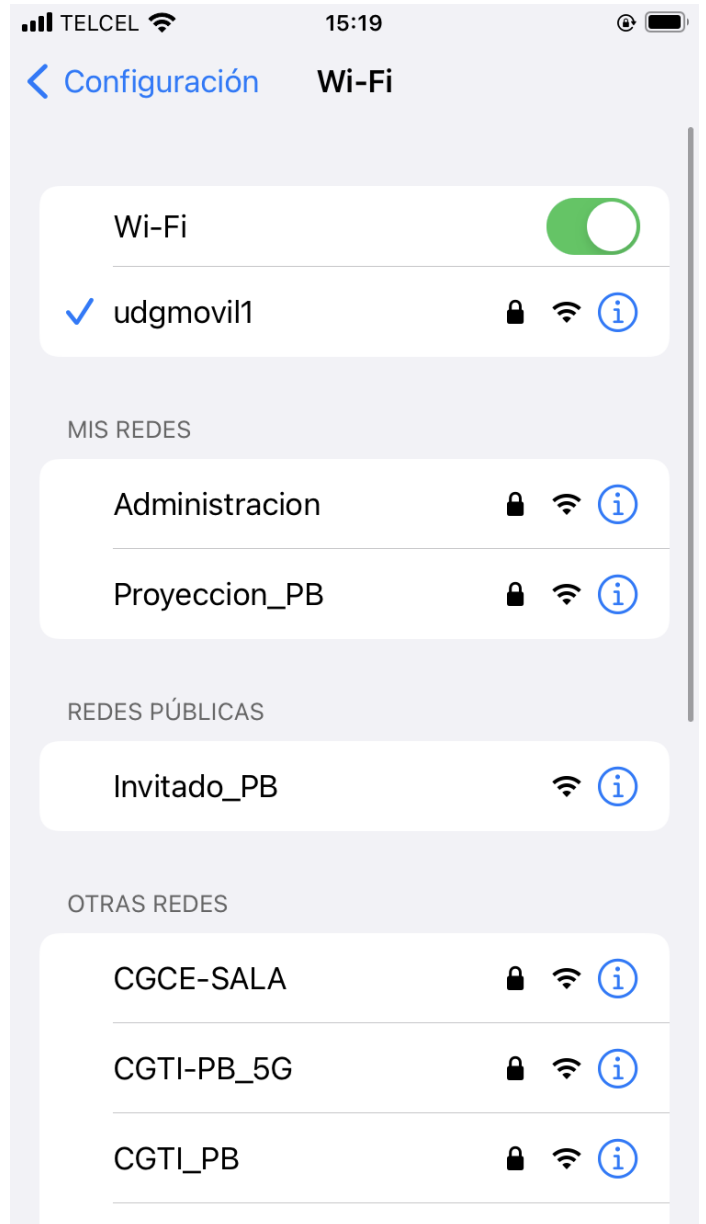 TELCEL 15:19
Configuración Wi-Fi
Wi-Fi
udgmovil1
MIS REDES
Administracion
Proyeccion_PB
REDES PÚBLICAS
Invitado_PB
OTRAS REDES
CGCE-SALA
CGTI-PB_5G
CGTI_PB